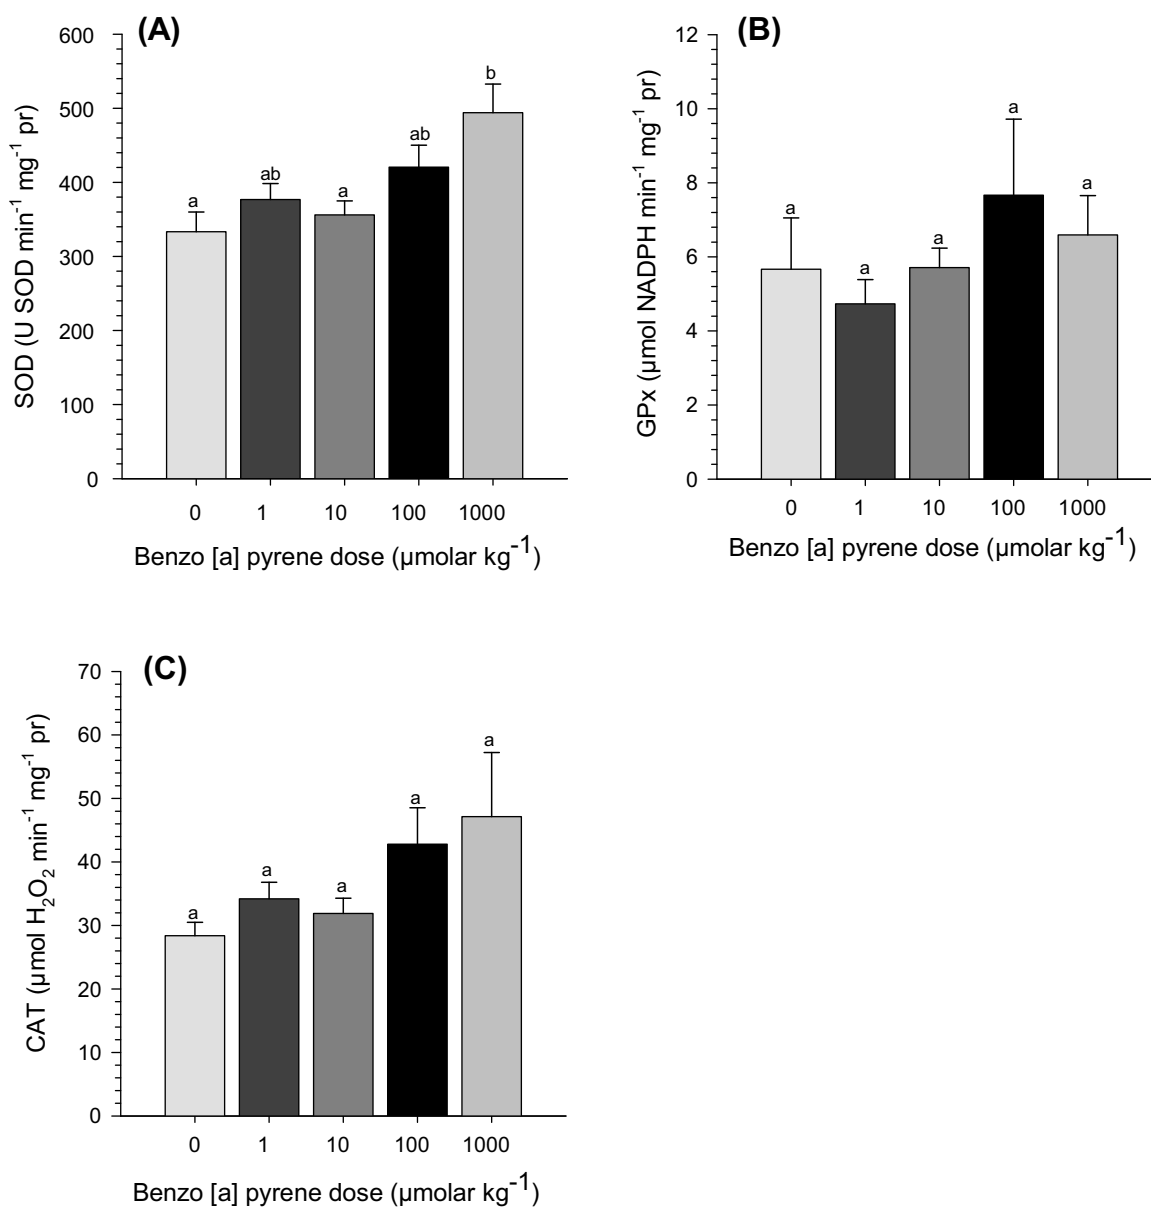 (A)
SOD (U SOD min⁻¹ mg⁻¹ pr)
600
500
400
300
200
100
0
a
ab
a
ab
b
0 1 10 100 1000
Benzo [a] pyrene dose (µmolar kg⁻¹)
(B)
GPx (µmol NADPH min⁻¹ mg⁻¹ pr)
12
10
8
6
4
2
0
a
a
a
a
a
0 1 10 100 1000
Benzo [a] pyrene dose (µmolar kg⁻¹)
(C)
CAT (µmol H₂O₂ min⁻¹ mg⁻¹ pr)
70
60
50
40
30
20
10
0
a
a
a
a
a
0 1 10 100 1000
Benzo [a] pyrene dose (µmolar kg⁻¹)